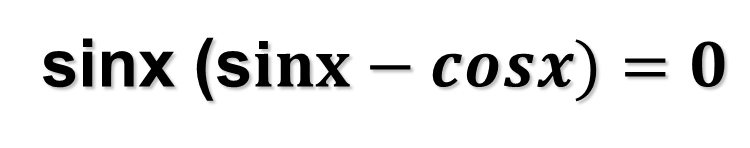 sinx (sinx − cosx) = 0